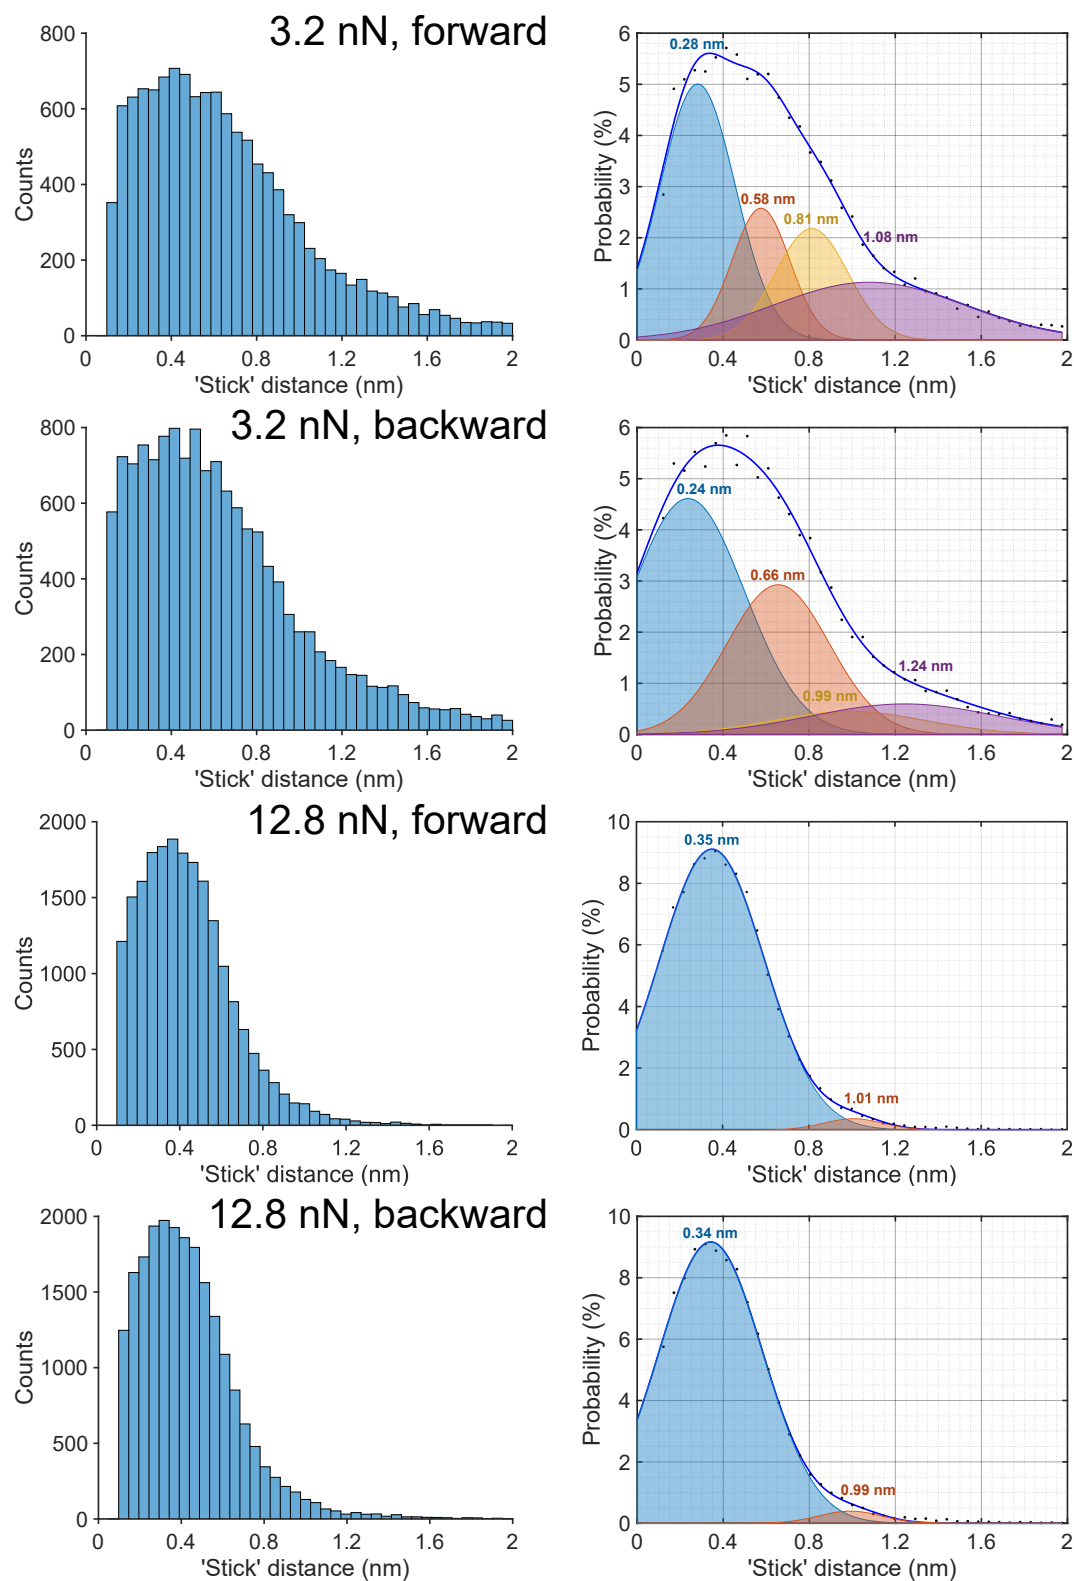 3.2 nN, forward
800
600
400
200
0
Counts
0 0.4 0.8 1.2 1.6 2
'Stick' distance (nm)
6
5
4
3
2
1
0
Probability (%)
0.28 nm
0.58 nm
0.81 nm
1.08 nm
0 0.4 0.8 1.2 1.6 2
'Stick' distance (nm)
3.2 nN, backward
800
600
400
200
0
Counts
0 0.4 0.8 1.2 1.6 2
'Stick' distance (nm)
6
5
4
3
2
1
0
Probability (%)
0.24 nm
0.66 nm
0.99 nm
1.24 nm
0 0.4 0.8 1.2 1.6 2
'Stick' distance (nm)
12.8 nN, forward
2000
1500
1000
500
0
Counts
0 0.4 0.8 1.2 1.6 2
'Stick' distance (nm)
10
8
6
4
2
0
Probability (%)
0.35 nm
1.01 nm
0 0.4 0.8 1.2 1.6 2
'Stick' distance (nm)
12.8 nN, backward
2000
1500
1000
500
0
Counts
0 0.4 0.8 1.2 1.6 2
'Stick' distance (nm)
10
8
6
4
2
0
Probability (%)
0.34 nm
0.99 nm
0 0.4 0.8 1.2 1.6 2
'Stick' distance (nm)